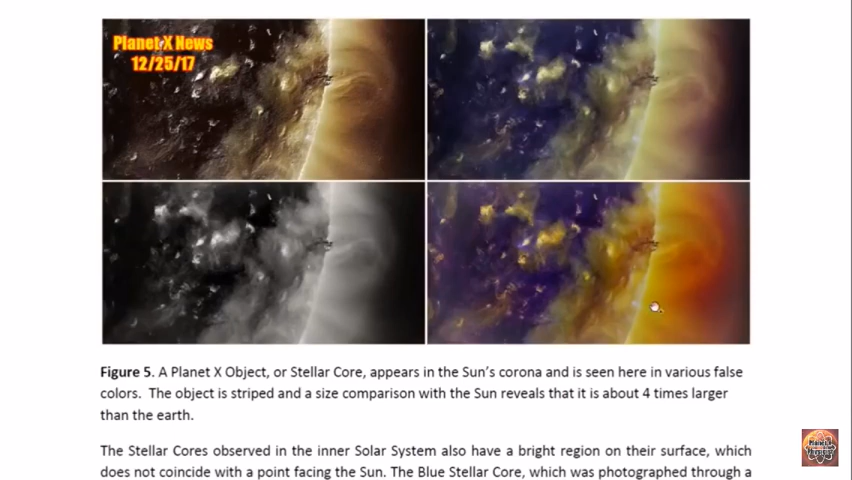 Planet X News
12/25/17
Figure 5. A Planet X Object, or Stellar Core, appears in the Sun's corona and is seen here in various false
colors. The object is striped and a size comparison with the Sun reveals that it is about 4 times larger
than the earth.
The Stellar Cores observed in the inner Solar System also have a bright region on their surface, which
does not coincide with a point facing the Sun. The Blue Stellar Core, which was photographed through a
Planet X
Physicist